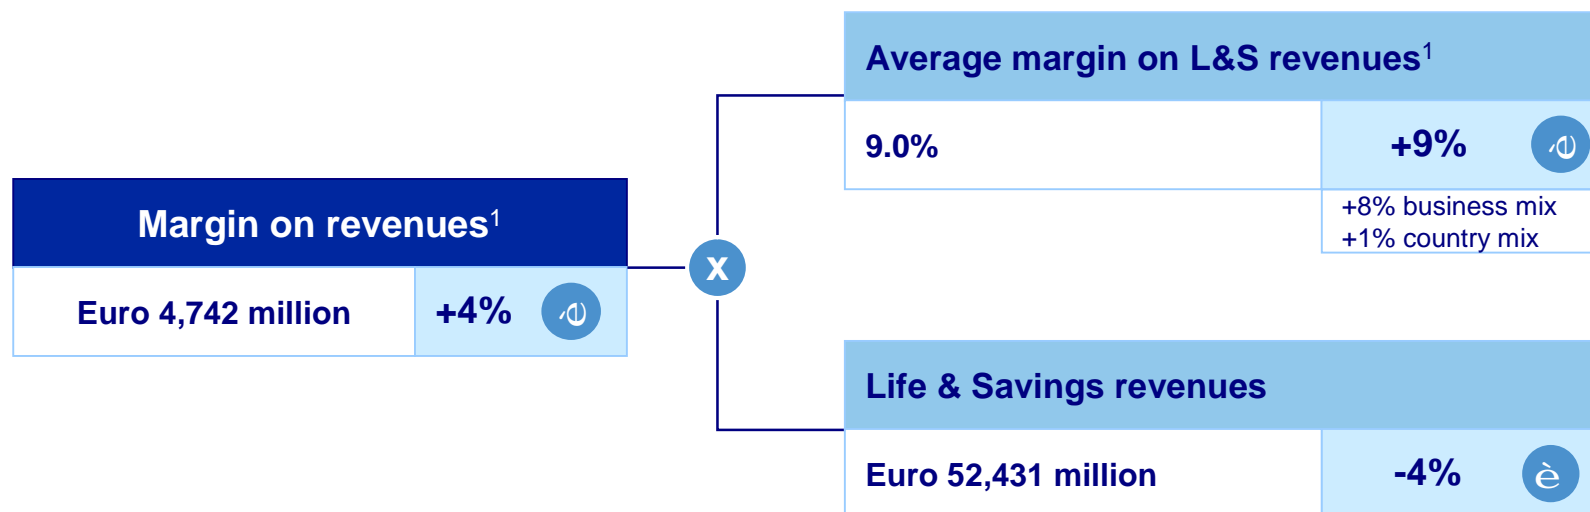 Margin on revenues¹
Euro 4,742 million +4% é
x
Average margin on L&S revenues¹
9.0% +9% é
+8% business mix
+1% country mix
Life & Savings revenues
Euro 52,431 million -4% è